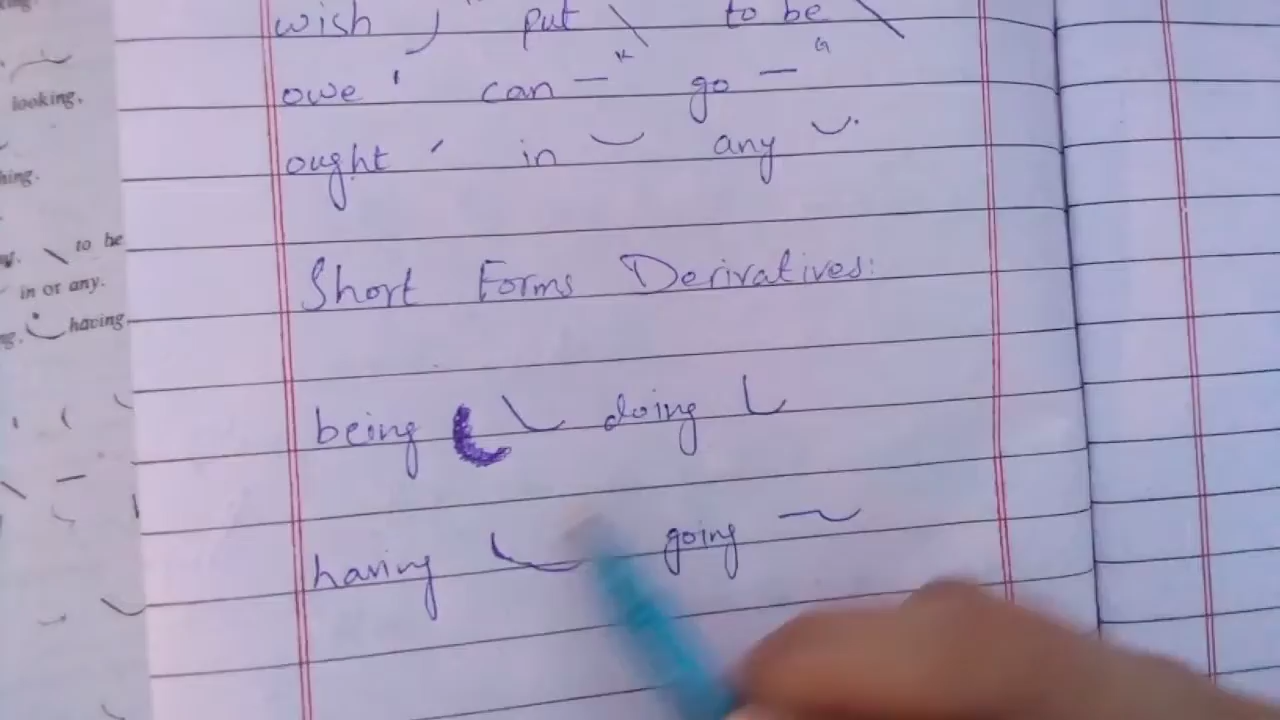 wish put to be
looking.
owe can K go G
hing.
ought in any
to be
in or any.
having
Short Forms Derivatives:
being doing
having going